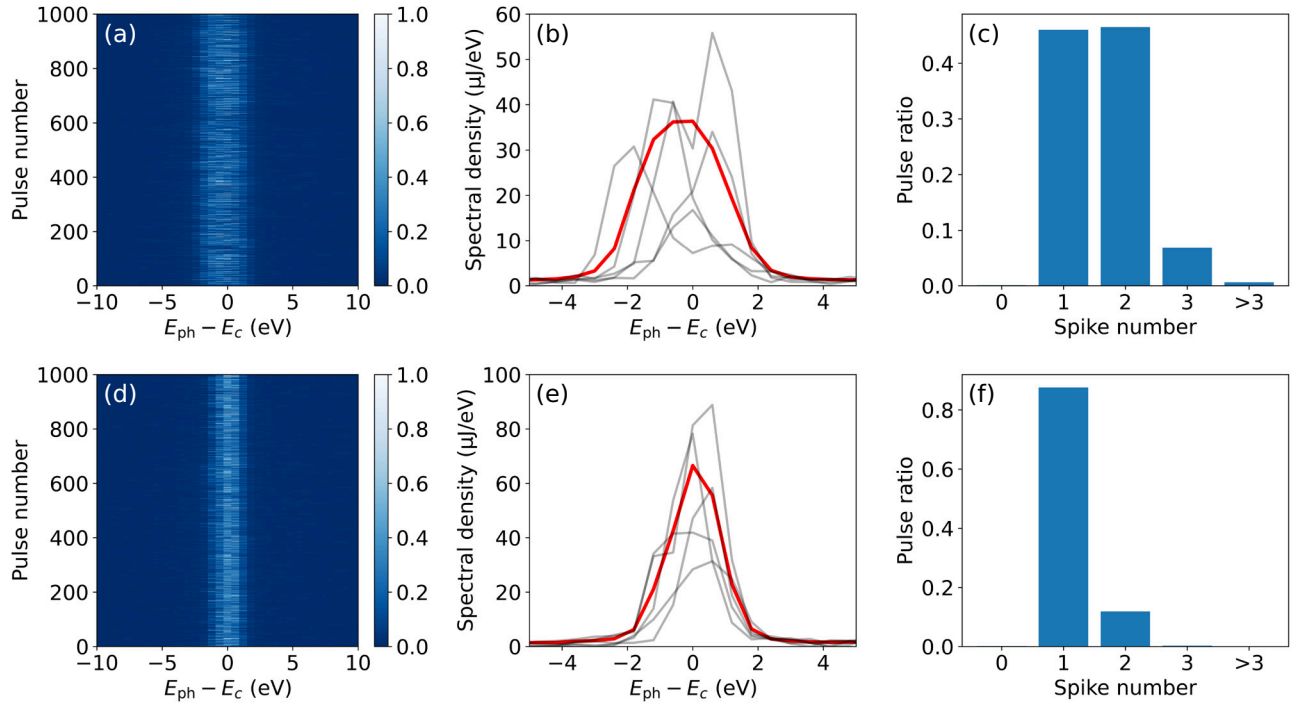 (a)
Pulse number
1000
800
600
400
200
0
−10 −5 0 5 10
E_ph − E_c (eV)
1.0
0.8
0.6
0.4
0.2
0.0
(b)
Spectral density (μJ/eV)
60
50
40
30
20
10
0
−4 −2 0 2 4
E_ph − E_c (eV)
(c)
Pulse ratio
0.4
0.3
0.2
0.1
0.0
0 1 2 3 >3
Spike number
(d)
Pulse number
1000
800
600
400
200
0
−10 −5 0 5 10
E_ph − E_c (eV)
1.0
0.8
0.6
0.4
0.2
0.0
(e)
Spectral density (μJ/eV)
100
80
60
40
20
0
−4 −2 0 2 4
E_ph − E_c (eV)
(f)
Pulse ratio
0.8
0.6
0.4
0.2
0.0
0 1 2 3 >3
Spike number